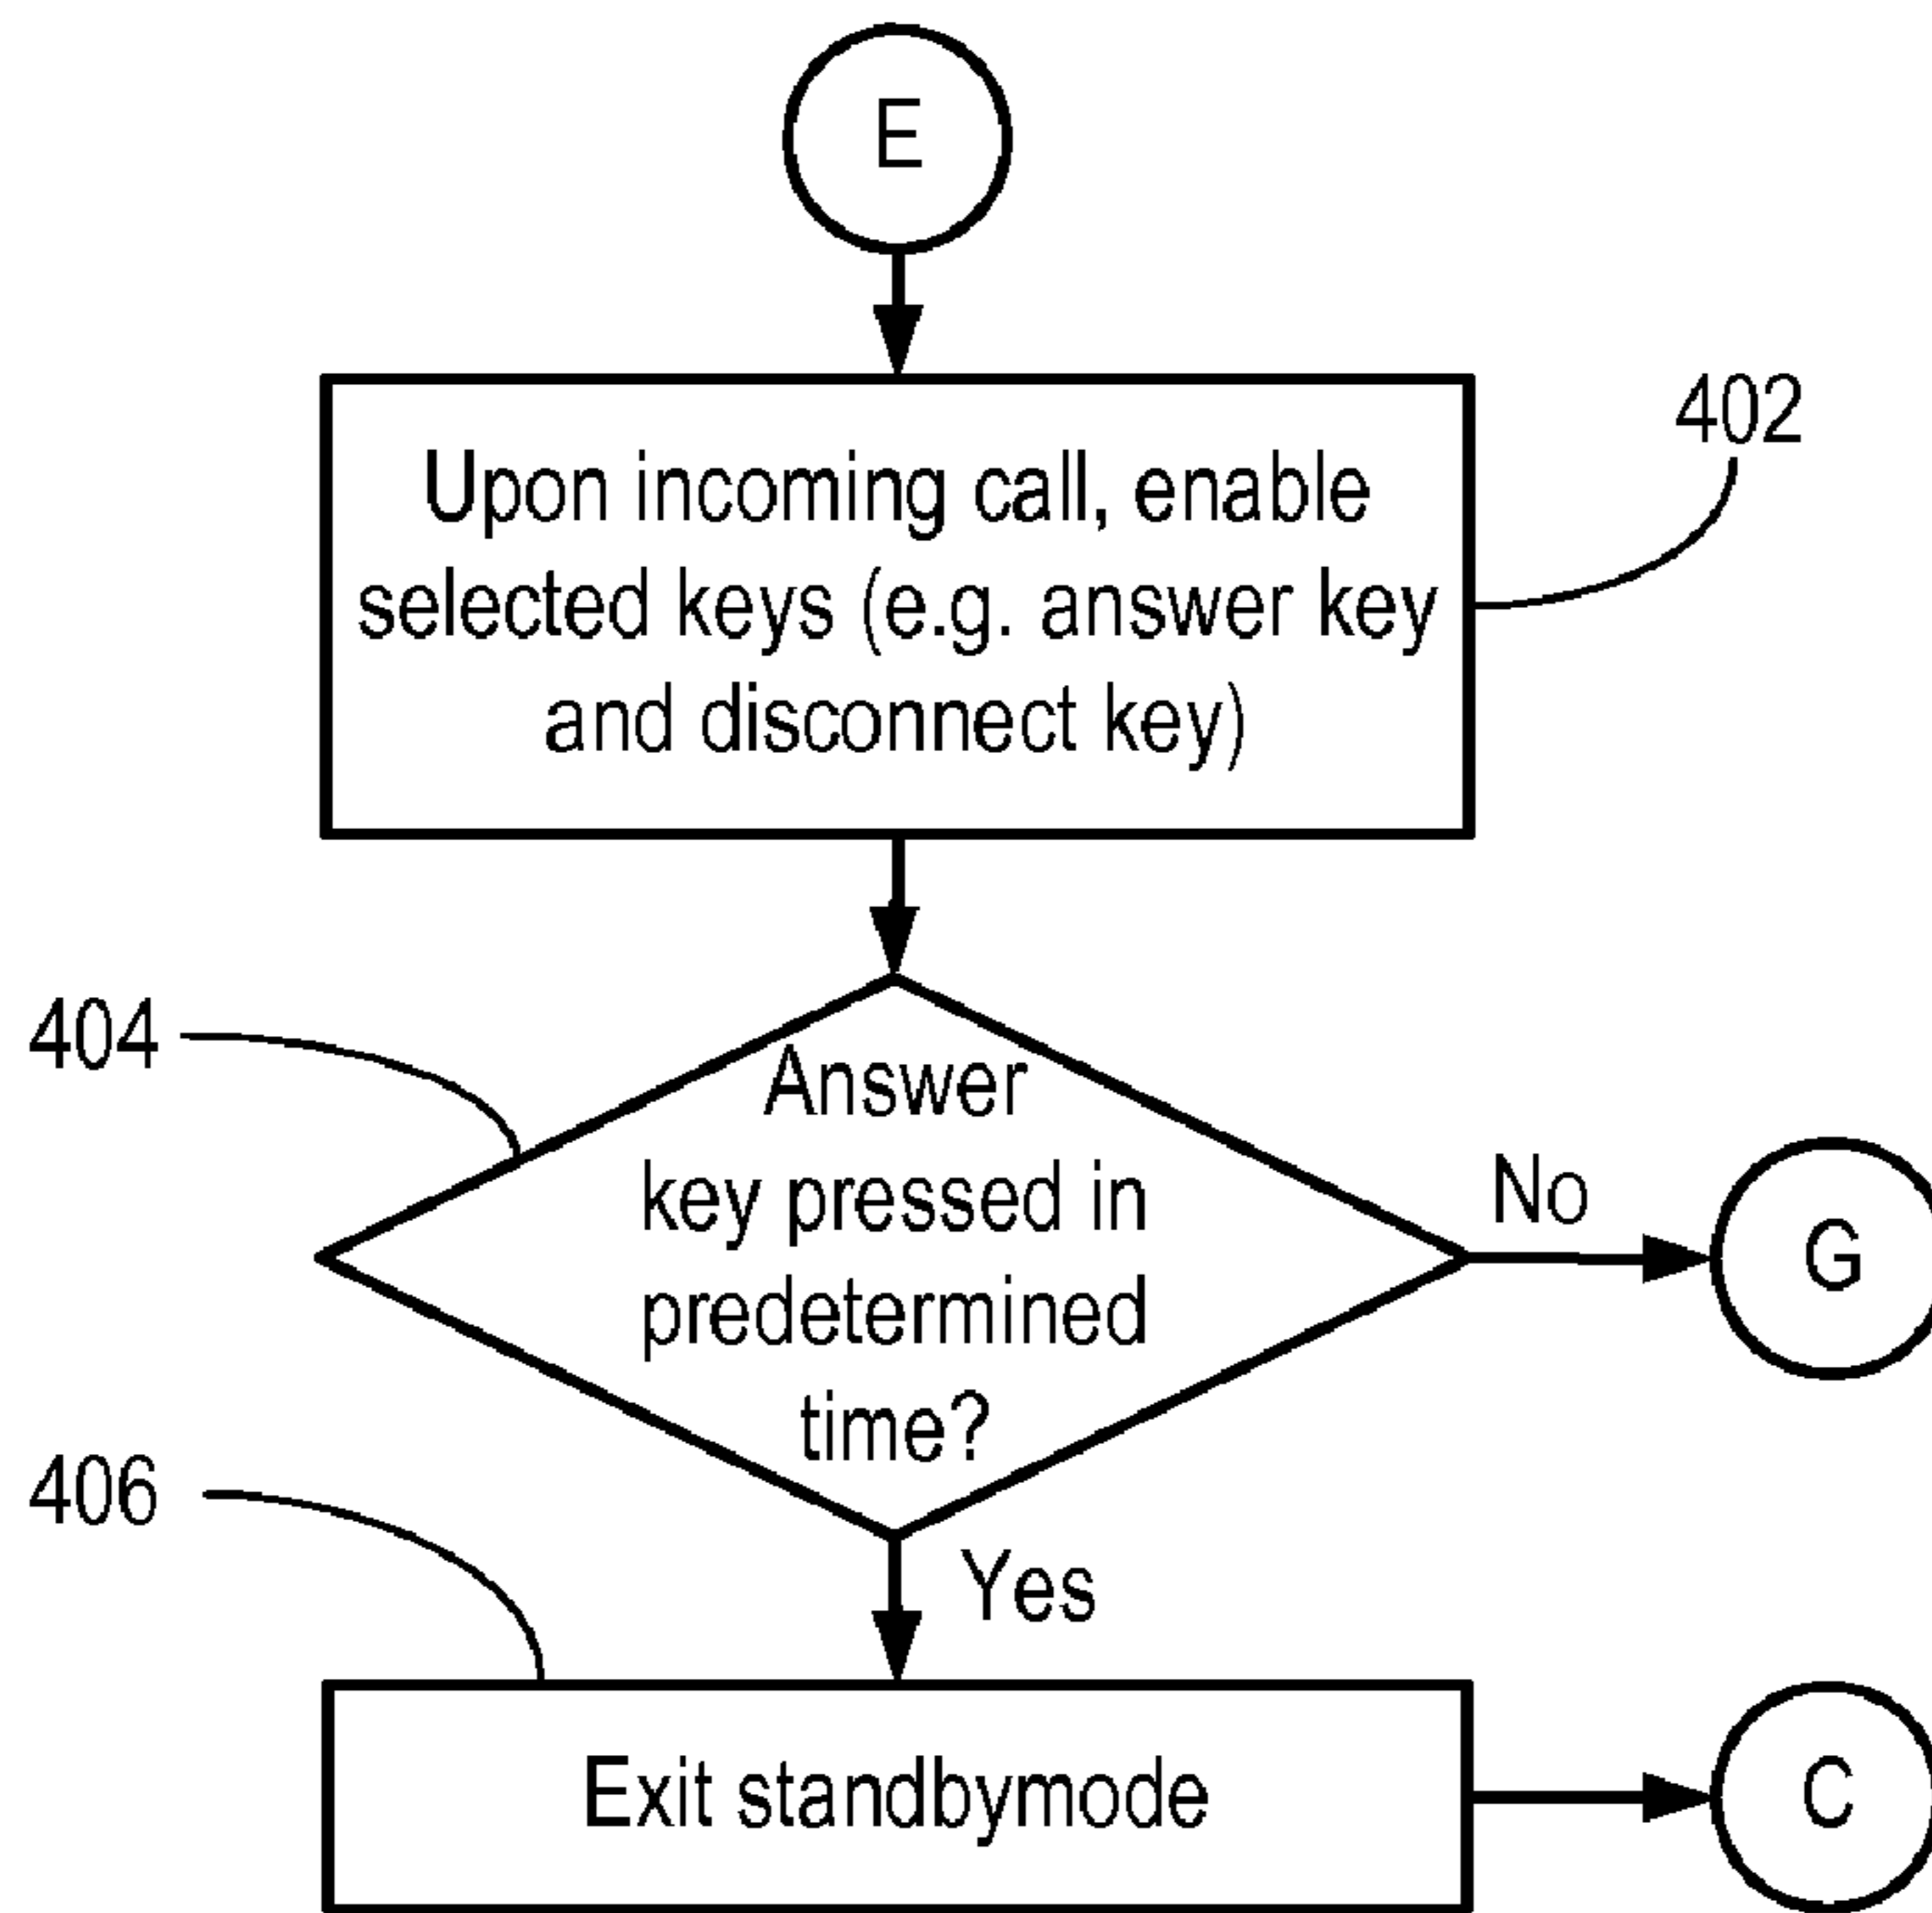 E
402
Upon incoming call, enable
selected keys (e.g. answer key
and disconnect key)
404
Answer
key pressed in
predetermined
time?
No
G
406
Yes
Exit standbymode
C